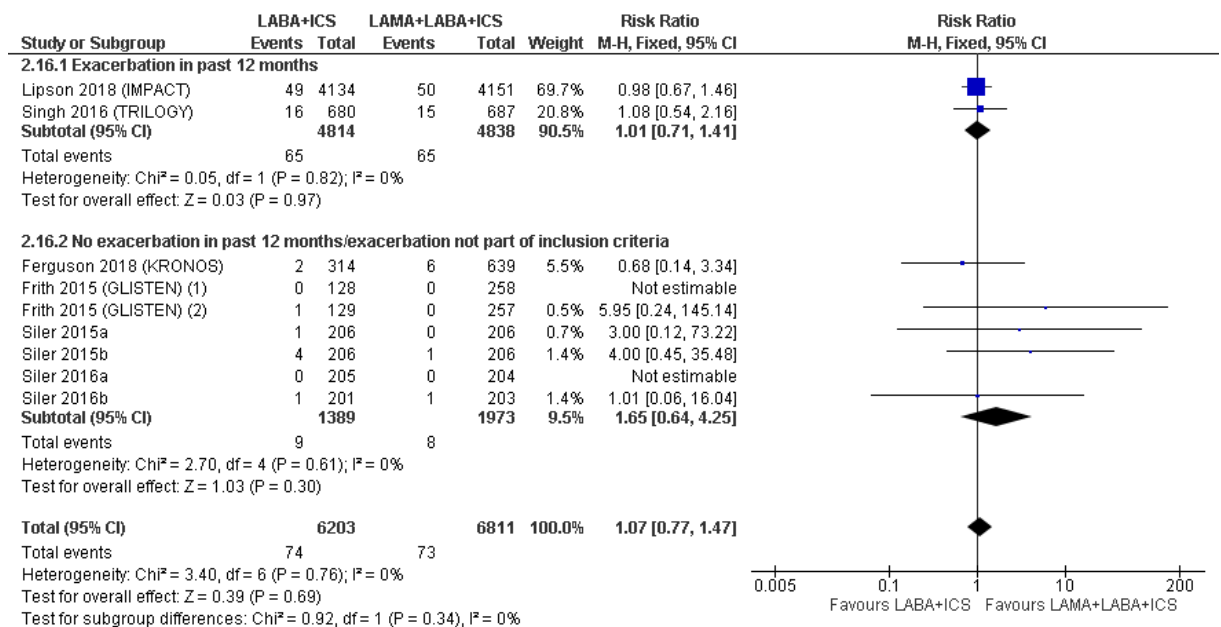 LABA+ICS LAMA+LABA+ICS Risk Ratio Risk Ratio
Study or Subgroup Events Total Events Total Weight M-H, Fixed, 95% CI M-H, Fixed, 95% CI
2.16.1 Exacerbation in past 12 months
Lipson 2018 (IMPACT) 49 4134 50 4151 69.7% 0.98 [0.67, 1.46]
Singh 2016 (TRILOGY) 16 680 15 687 20.8% 1.08 [0.54, 2.16]
Subtotal (95% CI) 4814 4838 90.5% 1.01 [0.71, 1.41]
Total events 65 65
Heterogeneity: Chi² = 0.05, df = 1 (P = 0.82); I² = 0%
Test for overall effect: Z = 0.03 (P = 0.97)
2.16.2 No exacerbation in past 12 months/exacerbation not part of inclusion criteria
Ferguson 2018 (KRONOS) 2 314 6 639 5.5% 0.68 [0.14, 3.34]
Frith 2015 (GLISTEN) (1) 0 128 0 258 Not estimable
Frith 2015 (GLISTEN) (2) 1 129 0 257 0.5% 5.95 [0.24, 145.14]
Siler 2015a 1 206 0 206 0.7% 3.00 [0.12, 73.22]
Siler 2015b 4 206 1 206 1.4% 4.00 [0.45, 35.48]
Siler 2016a 0 205 0 204 Not estimable
Siler 2016b 1 201 1 203 1.4% 1.01 [0.06, 16.04]
Subtotal (95% CI) 1389 1973 9.5% 1.65 [0.64, 4.25]
Total events 9 8
Heterogeneity: Chi² = 2.70, df = 4 (P = 0.61); I² = 0%
Test for overall effect: Z = 1.03 (P = 0.30)
Total (95% CI) 6203 6811 100.0% 1.07 [0.77, 1.47]
Total events 74 73
Heterogeneity: Chi² = 3.40, df = 6 (P = 0.76); I² = 0%
Test for overall effect: Z = 0.39 (P = 0.69)
Test for subgroup differences: Chi² = 0.92, df = 1 (P = 0.34), I² = 0%
0.005 0.1 1 10 200
Favours LABA+ICS Favours LAMA+LABA+ICS